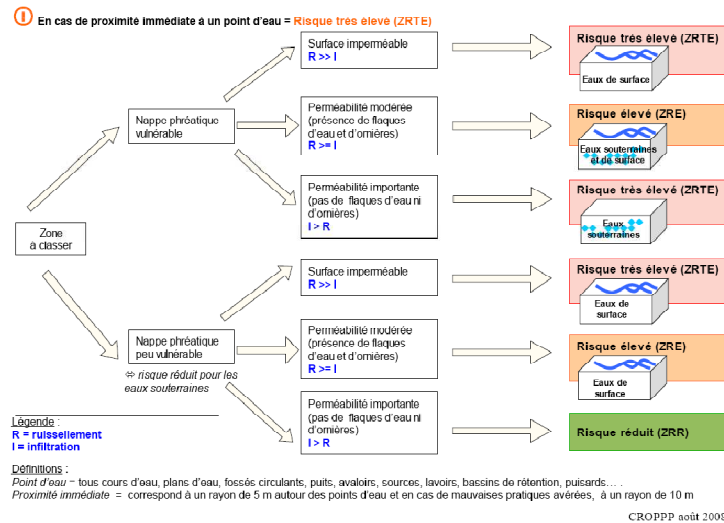 ! En cas de proximité immédiate à un point d'eau = Risque très élevé (ZRTE)
Surface imperméable
R >> I
Risque très élevé (ZRTE)
Eaux de surface
Nappe phréatique
vulnérable
Perméabilité modérée
(présence de flaques
d'eau et d'ornières)
R >= I
Risque élevé (ZRE)
Eaux souterraines
et de surface
Perméabilité importante
(pas de flaques d'eau ni
d'ornières)
I > R
Risque très élevé (ZRTE)
Eaux
souterraines
Zone
à classer
Surface imperméable
R >> I
Risque très élevé (ZRTE)
Eaux de
surface
Nappe phréatique
peu vulnérable
⇔ risque réduit pour les
eaux souterraines
Perméabilité modérée
(présence de flaques
d'eau et d'ornières)
R >= I
Risque élevé (ZRE)
Eaux de
surface
Perméabilité importante
(pas de flaques d'eau ni
d'ornières)
I > R
Risque réduit (ZRR)
Légende :
R = ruissellement
I = infiltration
Définitions :
Point d'eau = tous cours d'eau, plans d'eau, fossés circulants, puits, avaloirs, sources, lavoirs, bassins de rétention, puisards... .
Proximité immédiate = correspond à un rayon de 5 m autour des points d'eau et en cas de mauvaises pratiques avérées, à un rayon de 10 m
CROPPP août